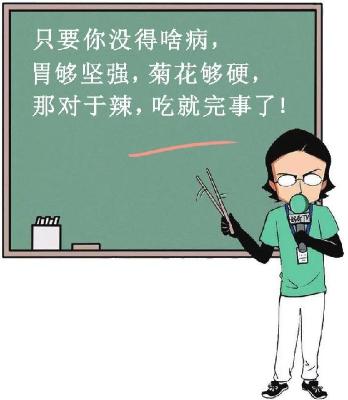 只要你没得啥病，
胃够坚强，菊花够硬，
那对于辣，吃就完事了！